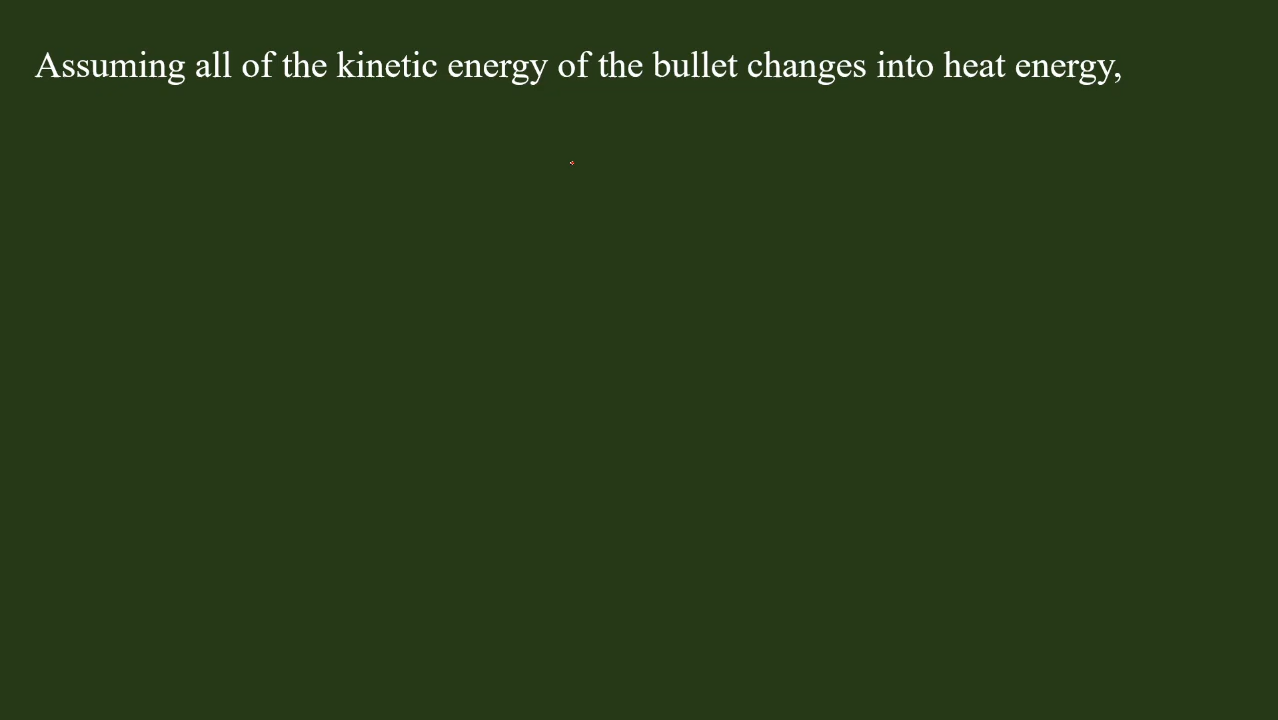 Assuming all of the kinetic energy of the bullet changes into heat energy,